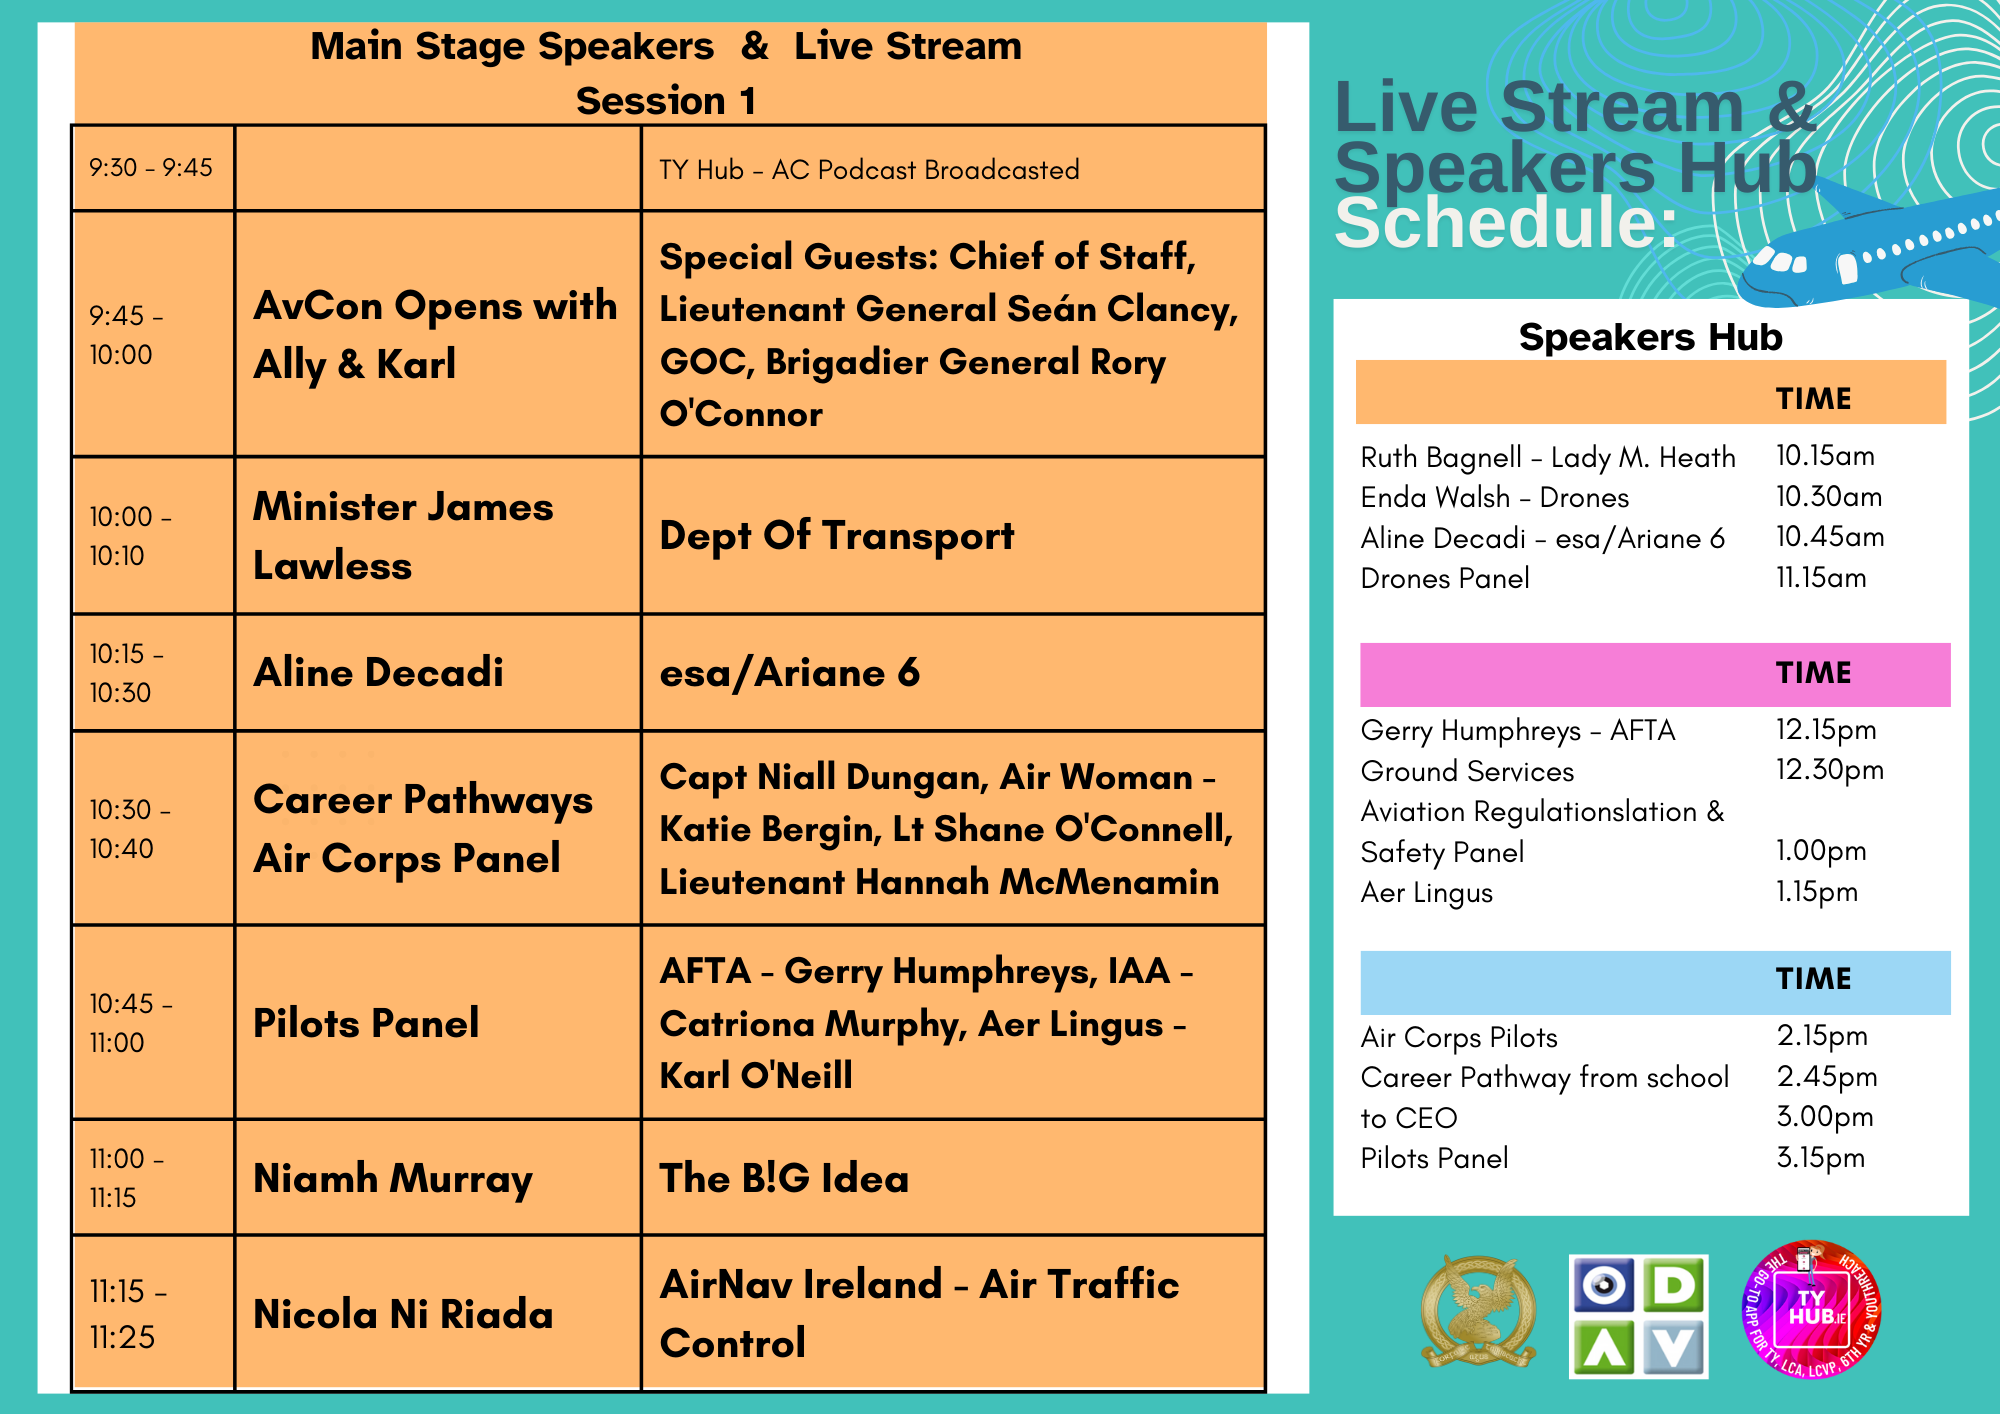 Main Stage Speakers & Live Stream
Session 1
9:30 - 9:45
TY Hub - AC Podcast Broadcasted
9:45 -
10:00
AvCon Opens with
Ally & Karl
Special Guests: Chief of Staff,
Lieutenant General Seán Clancy,
GOC, Brigadier General Rory
O'Connor
10:00 -
10:10
Minister James
Lawless
Dept Of Transport
10:15 -
10:30
Aline Decadi
esa/Ariane 6
10:30 -
10:40
Career Pathways
Air Corps Panel
Capt Niall Dungan, Air Woman -
Katie Bergin, Lt Shane O'Connell,
Lieutenant Hannah McMenamin
10:45 -
11:00
Pilots Panel
AFTA - Gerry Humphreys, IAA -
Catriona Murphy, Aer Lingus -
Karl O'Neill
11:00 -
11:15
Niamh Murray
The B!G Idea
11:15 -
11:25
Nicola Ni Riada
AirNav Ireland - Air Traffic
Control
Live Stream &
Speakers Hub
Schedule:
Speakers Hub
TIME
Ruth Bagnell - Lady M. Heath 10.15am
Enda Walsh - Drones 10.30am
Aline Decadi - esa/Ariane 6 10.45am
Drones Panel 11.15am
TIME
Gerry Humphreys - AFTA 12.15pm
Ground Services 12.30pm
Aviation Regulationslation &
Safety Panel 1.00pm
Aer Lingus 1.15pm
TIME
Air Corps Pilots 2.15pm
Career Pathway from school 2.45pm
to CEO 3.00pm
Pilots Panel 3.15pm
O D
A V
THE GO-TO APP FOR TY, LCA, LCVP, 6TH YR & YOUTHREACH
TY
HUB.IE